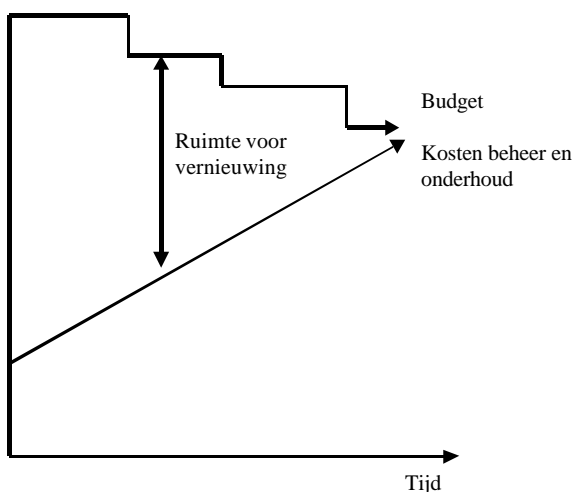 Budget
Ruimte voor
vernieuwing
Kosten beheer en
onderhoud
Tijd